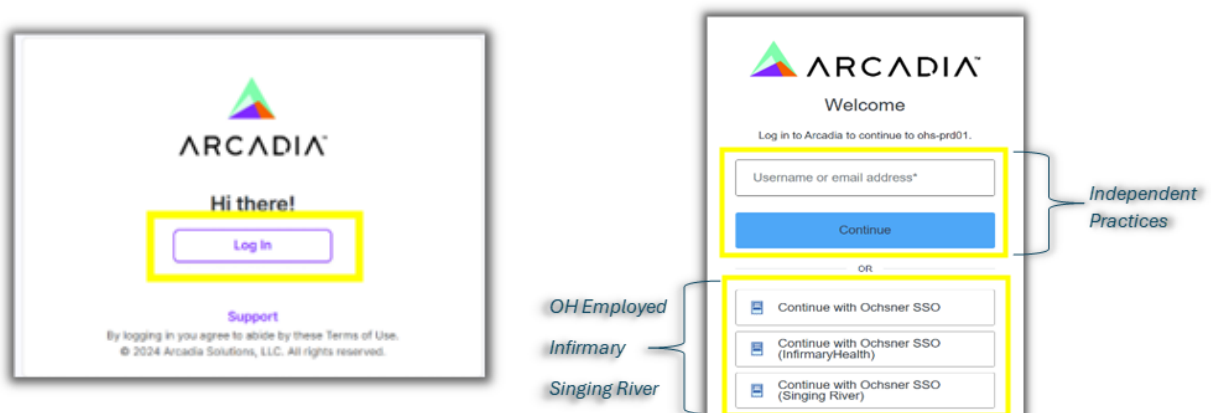 ARCADIA
Hi there!
Log In
Support
By logging in you agree to abide by these Terms of Use.
© 2024 Arcadia Solutions, LLC. All rights reserved.
ARCADIA™
Welcome
Log in to Arcadia to continue to ohs-prd01.
Username or email address*
Continue
OR
Continue with Ochsner SSO
Continue with Ochsner SSO
(InfirmaryHealth)
Continue with Ochsner SSO
(Singing River)
Independent
Practices
OH Employed
Infirmary
Singing River